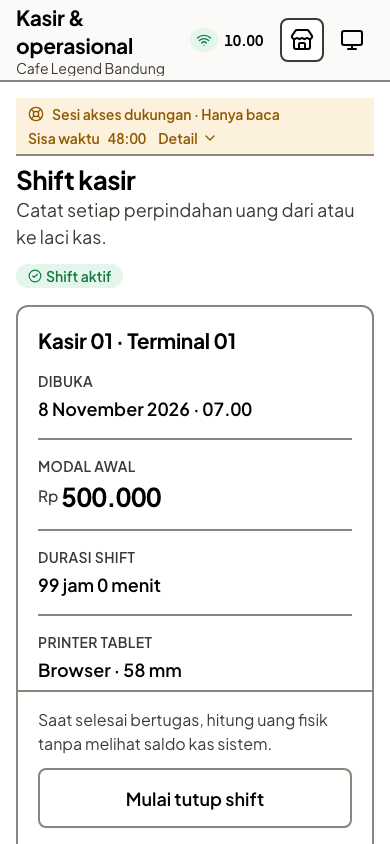 Kasir &
operasional
Cafe Legend Bandung
10.00
Sesi akses dukungan · Hanya baca
Sisa waktu 48:00 Detail
Shift kasir
Catat setiap perpindahan uang dari atau
ke laci kas.
Shift aktif
Kasir 01 · Terminal 01
DIBUKA
8 November 2026 · 07.00
MODAL AWAL
Rp 500.000
DURASI SHIFT
99 jam 0 menit
PRINTER TABLET
Browser · 58 mm
Saat selesai bertugas, hitung uang fisik
tanpa melihat saldo kas sistem.
Mulai tutup shift